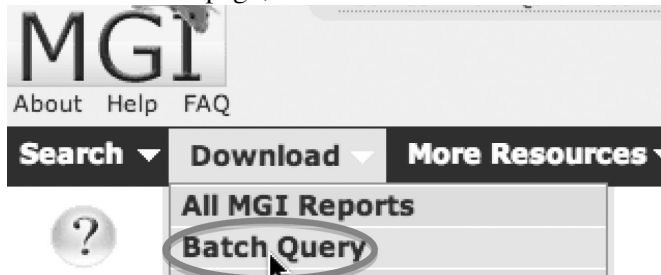 MGI
About Help FAQ
Search Download More Resources
All MGI Reports
Batch Query